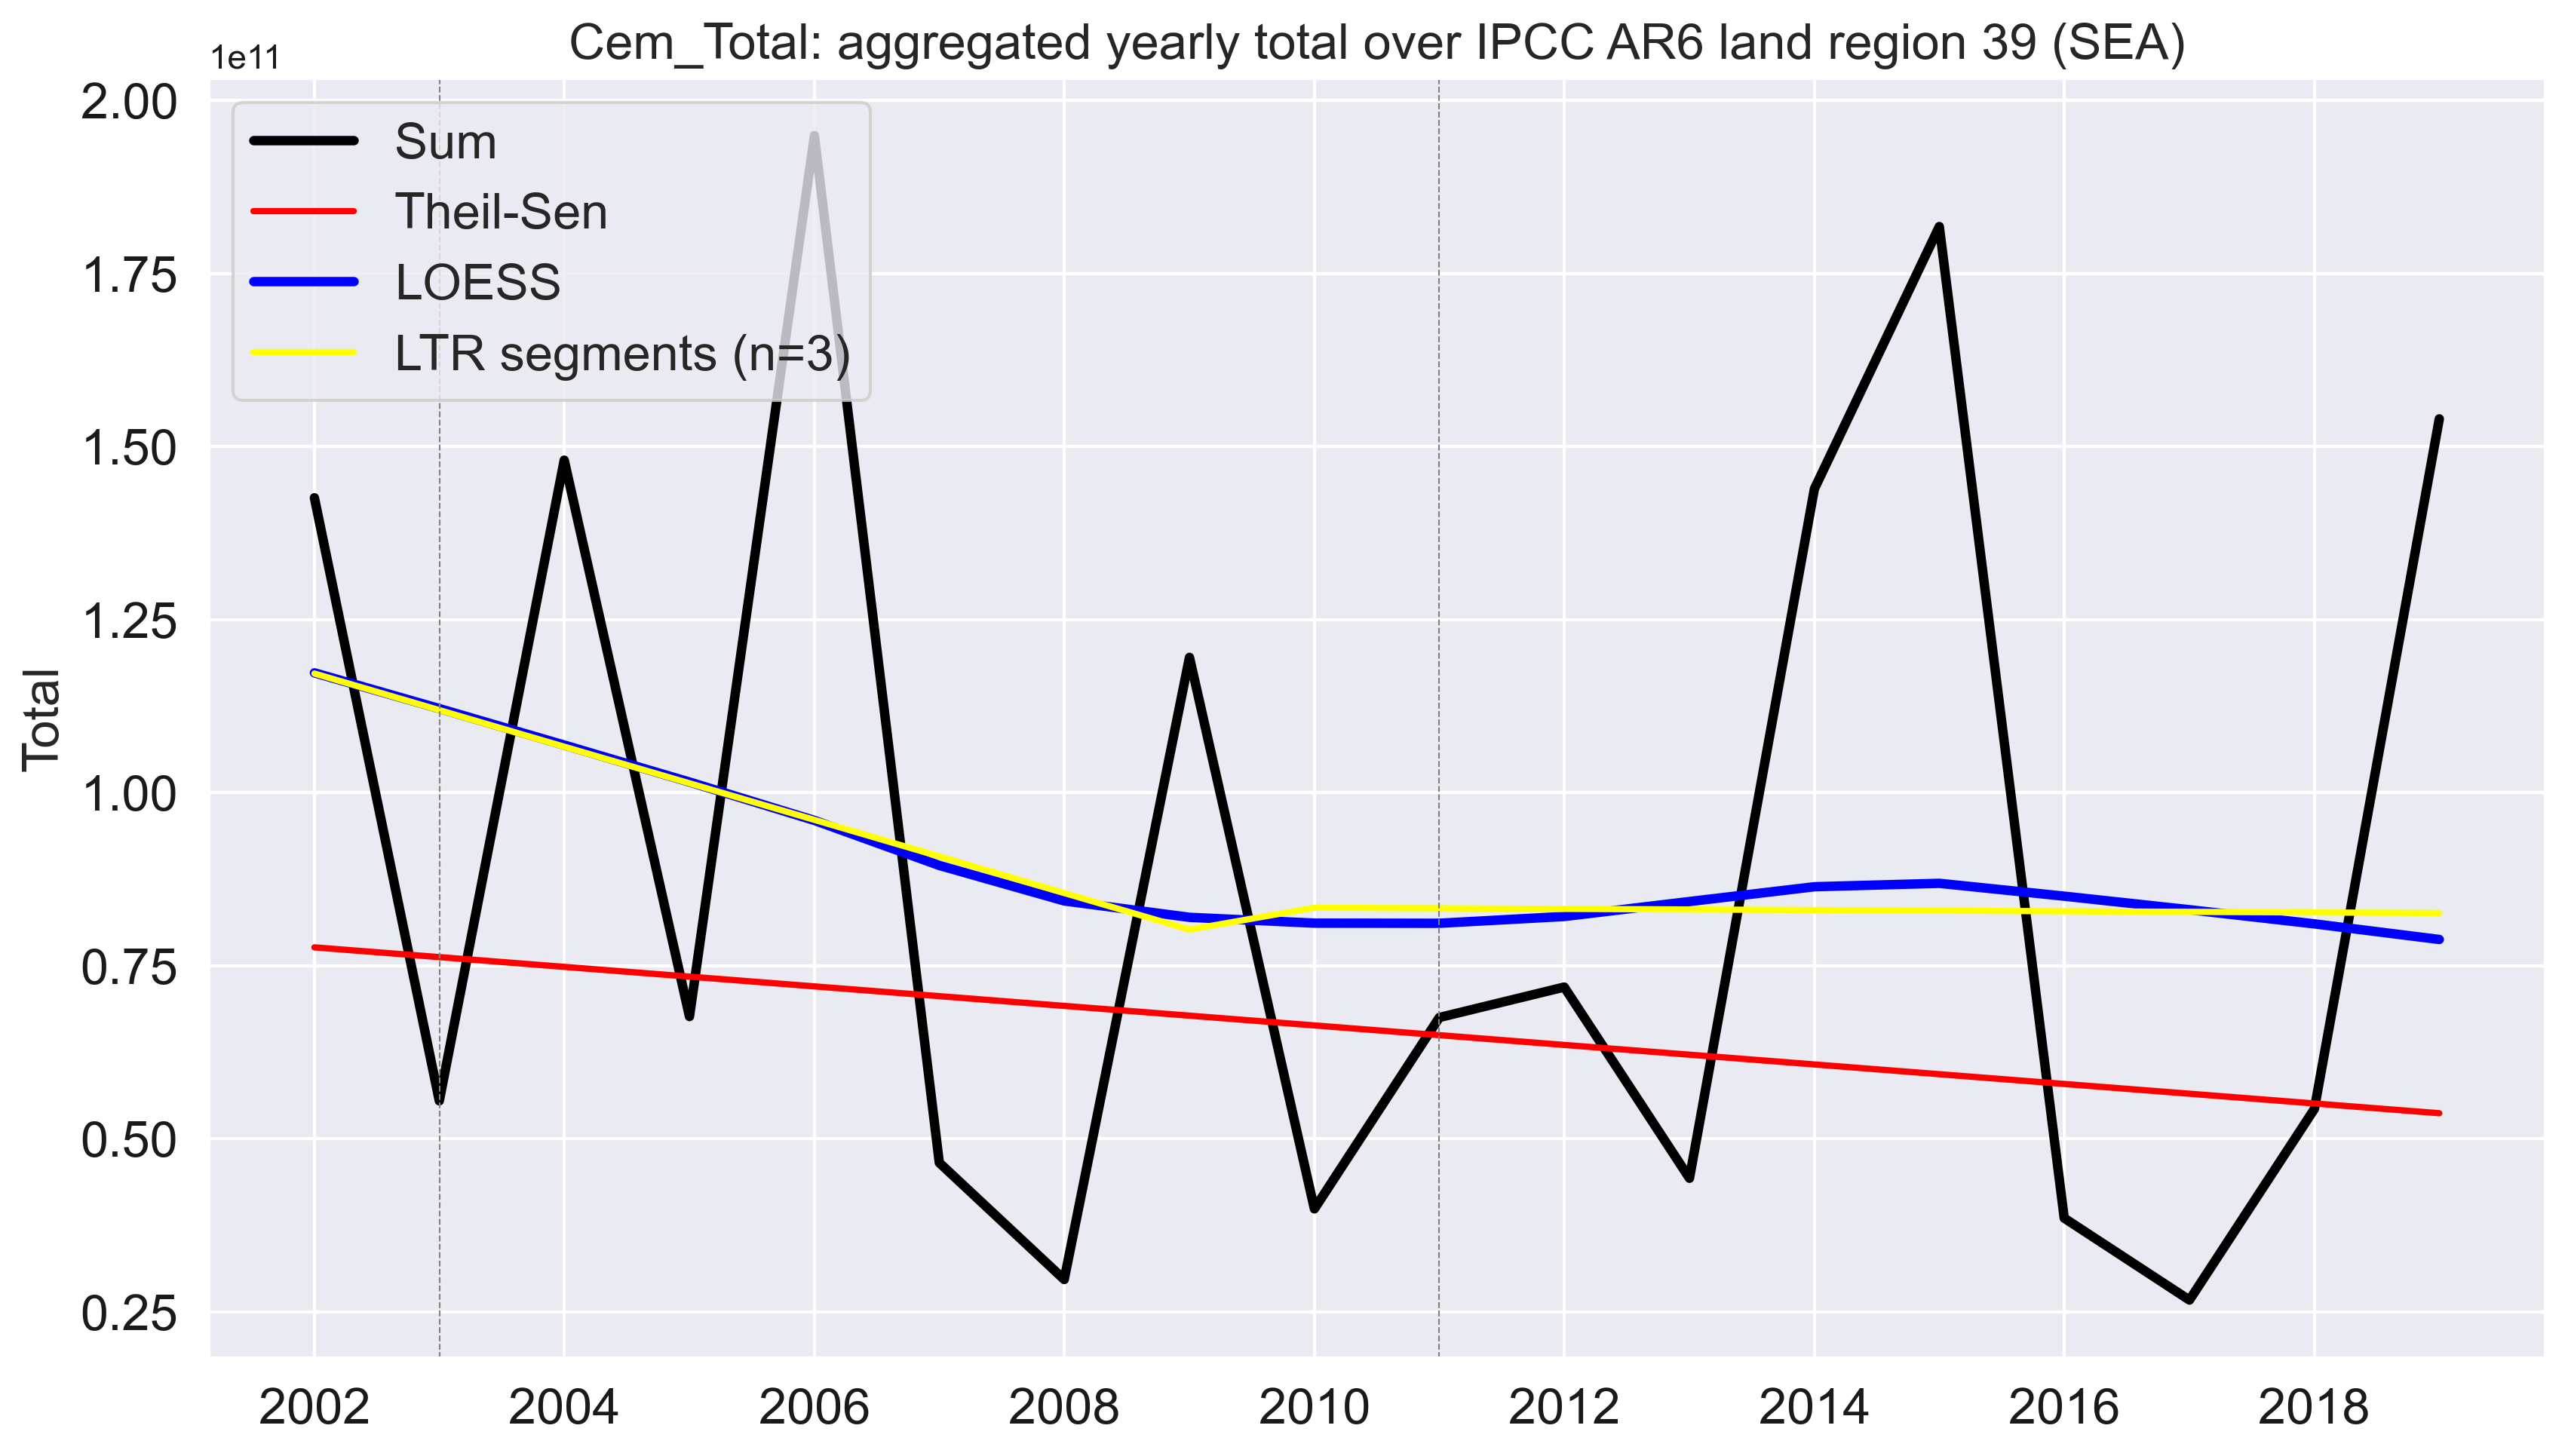 Cem_Total: aggregated yearly total over IPCC AR6 land region 39 (SEA)
1e11
2.00
1.75
1.50
1.25
1.00
0.75
0.50
0.25
Total
Sum
Theil-Sen
LOESS
LTR segments (n=3)
2002 2004 2006 2008 2010 2012 2014 2016 2018